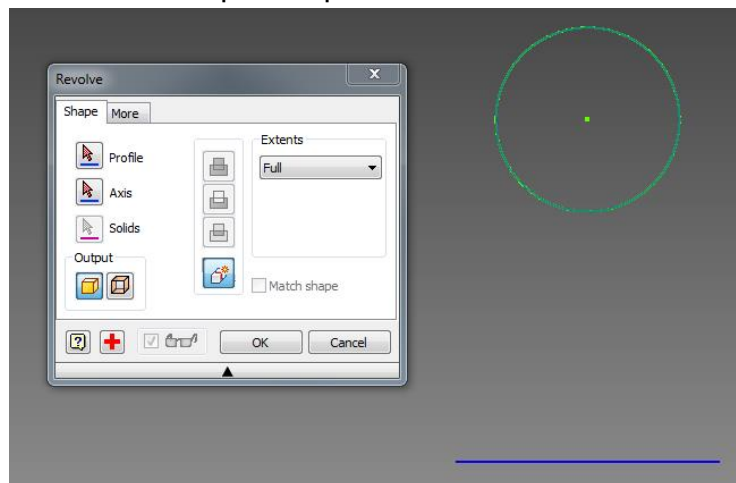 Revolve
X
Shape More
Profile
Axis
Solids
Output
Extents
Full
Match shape
?
OK Cancel